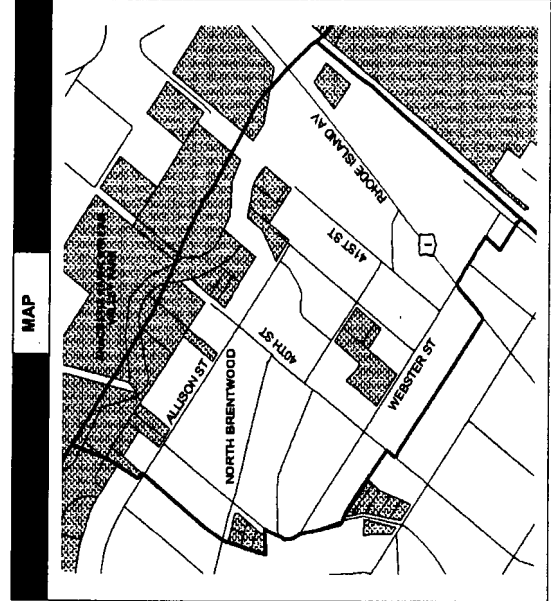 MAP
ALLISON ST
NORTH BRENTWOOD
40TH ST
41ST ST
RHODE ISLAND AV
1
WEBSTER ST